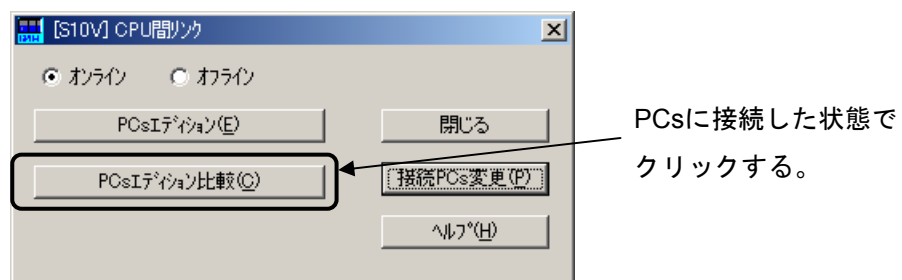 [S10V] CPU間ﾘﾝｸ
ｵﾝﾗｲﾝ ｵﾌﾗｲﾝ
PCsｴﾃﾞｨｼｮﾝ(E) 閉じる
PCsに接続した状態で
クリックする。
PCsｴﾃﾞｨｼｮﾝ比較(C) 接続PCs変更(P)
ﾍﾙﾌﾟ(H)